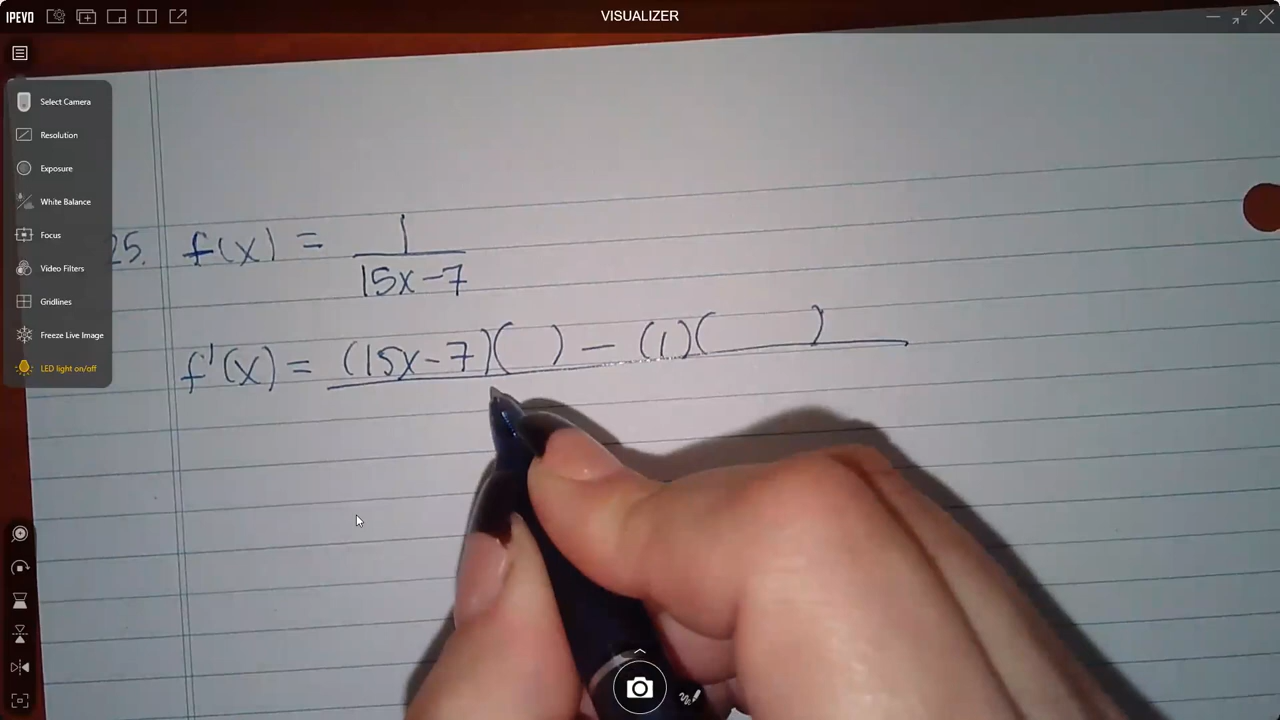 IPEVO
VISUALIZER
Select Camera
Resolution
Exposure
White Balance
Focus
Video Filters
Gridlines
Freeze Live Image
LED light on/off
25. f(x) = 1
15x-7
f'(x) = (15x-7)( ) - (1)( )